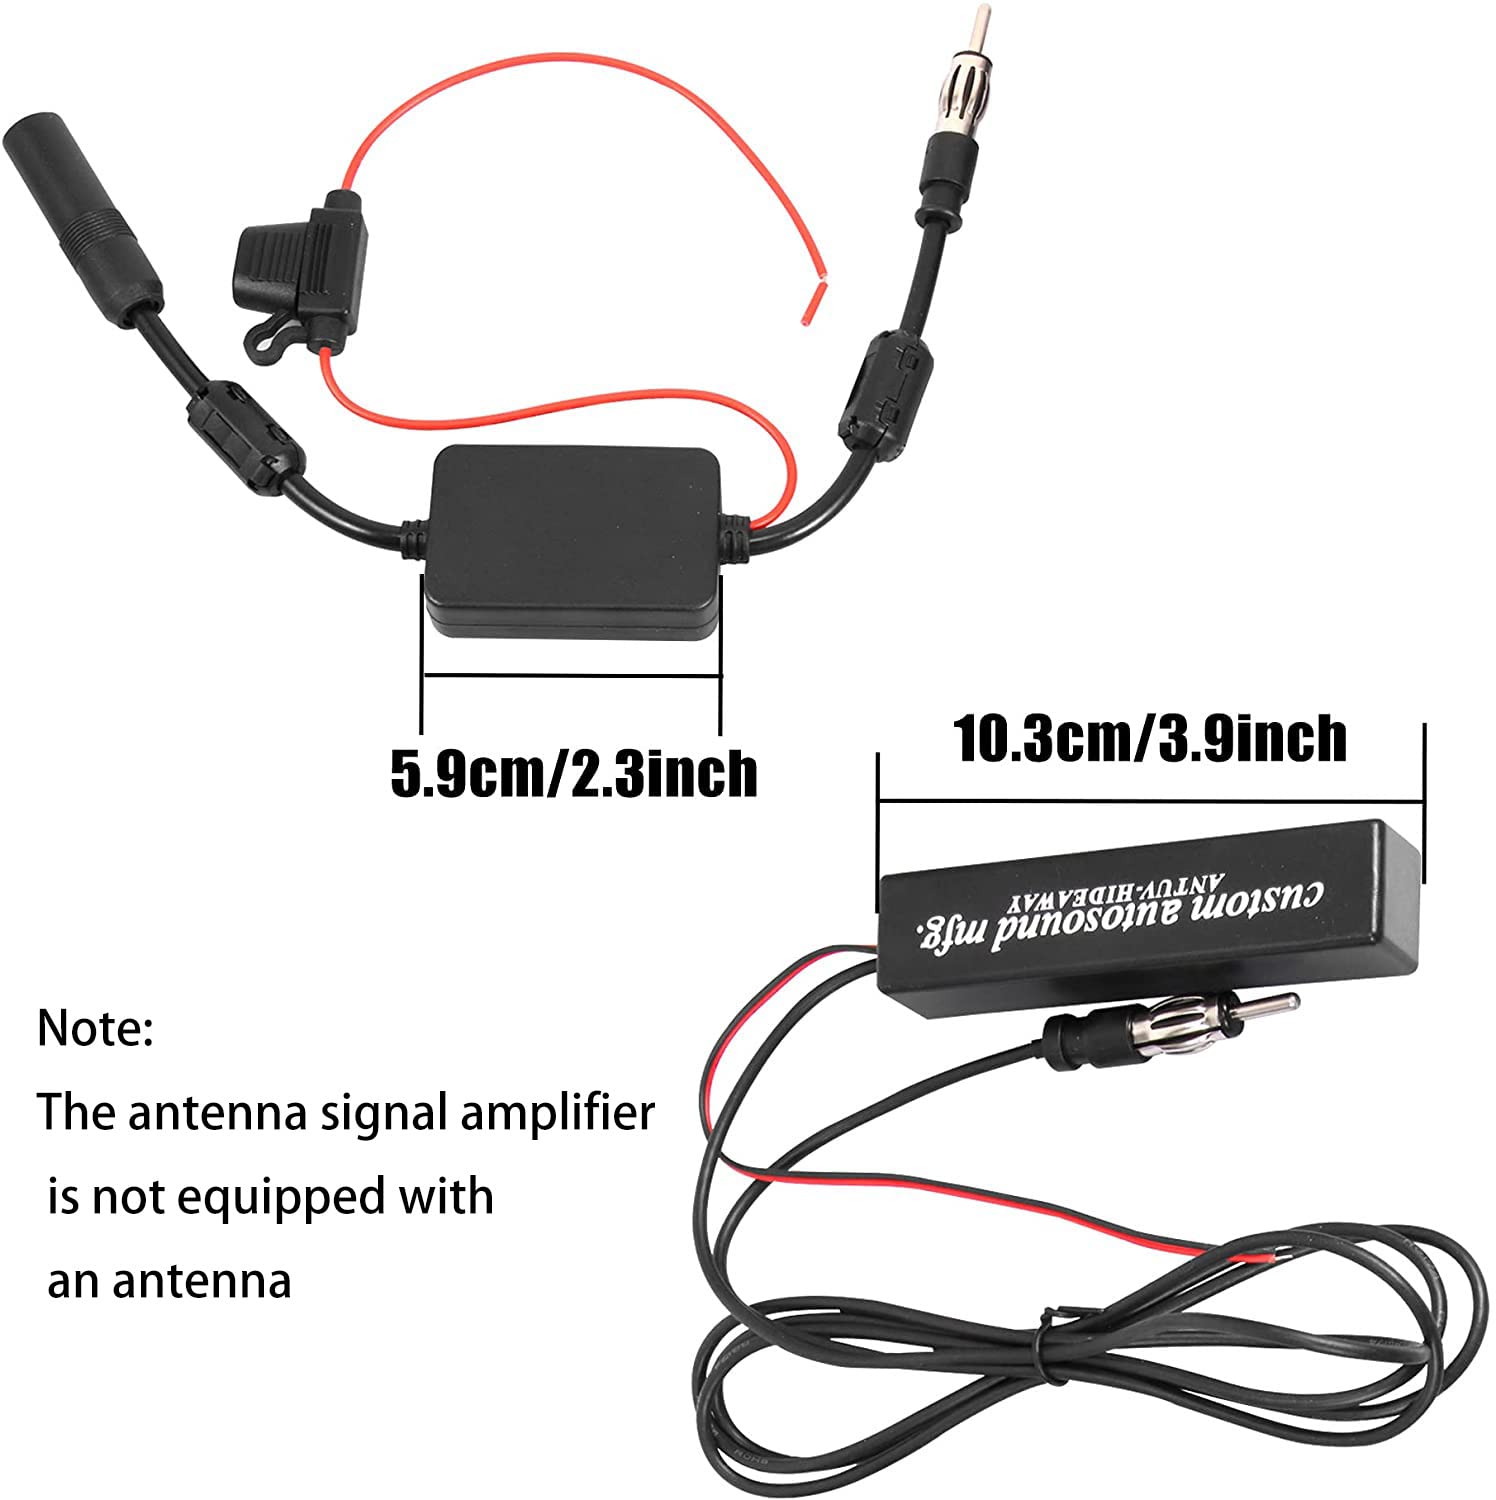 5.9cm/2.3inch
10.3cm/3.9inch
custom autosound mfg.
ANTUV-HIDEAWAY
Note:
The antenna signal amplifier
is not equipped with
an antenna